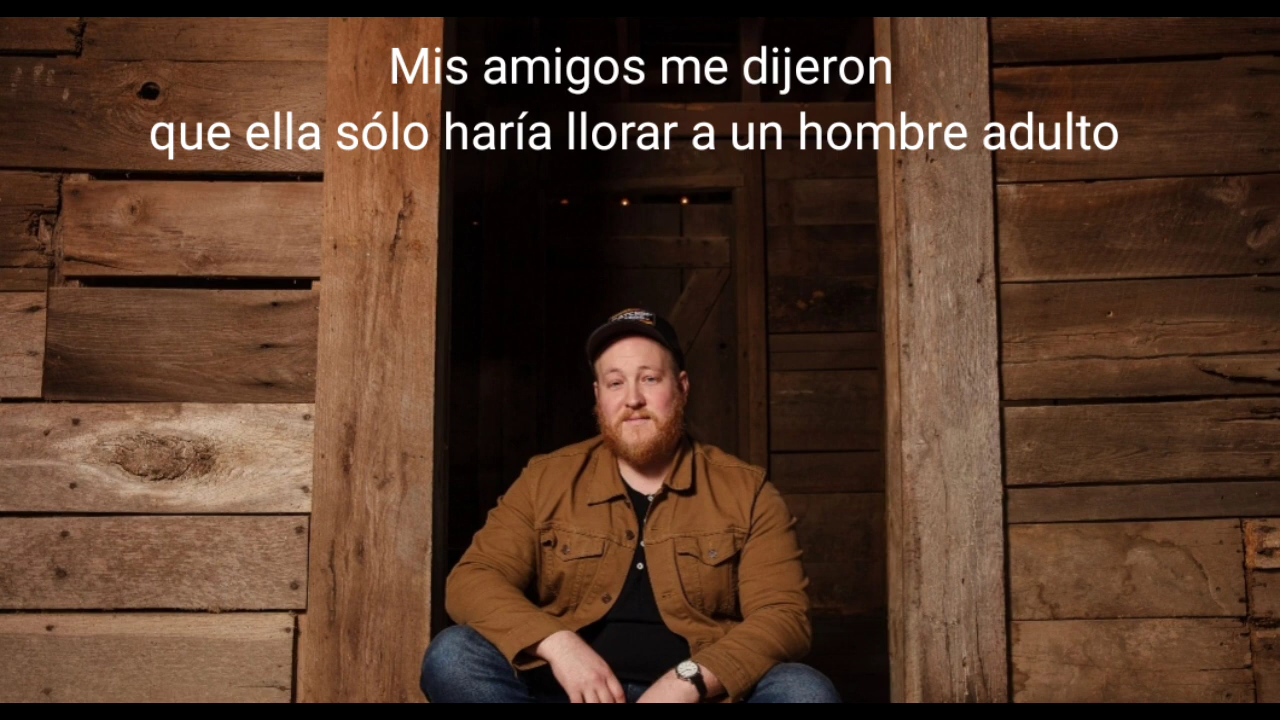 Mis amigos me dijeron
que ella sólo haría llorar a un hombre adulto